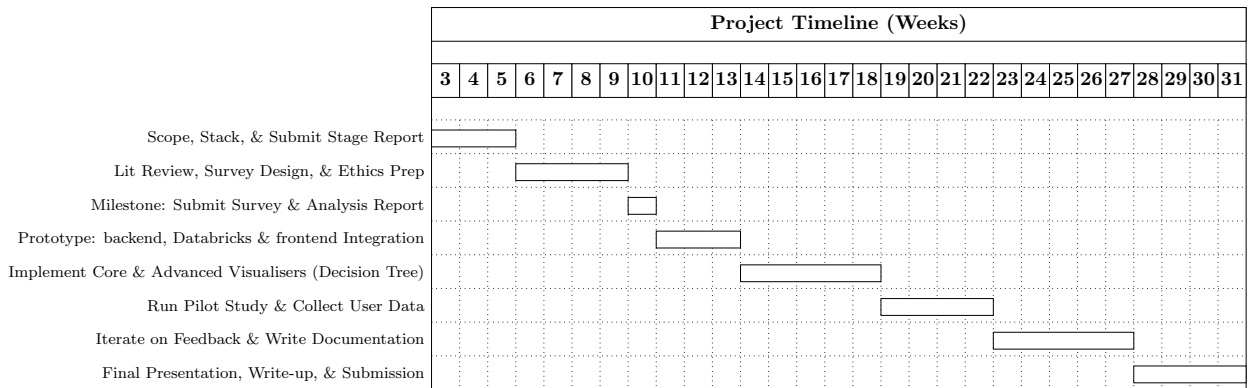 Project Timeline (Weeks)
3 4 5 6 7 8 9 10 11 12 13 14 15 16 17 18 19 20 21 22 23 24 25 26 27 28 29 30 31
Scope, Stack, & Submit Stage Report
Lit Review, Survey Design, & Ethics Prep
Milestone: Submit Survey & Analysis Report
Prototype: backend, Databricks & frontend Integration
Implement Core & Advanced Visualisers (Decision Tree)
Run Pilot Study & Collect User Data
Iterate on Feedback & Write Documentation
Final Presentation, Write-up, & Submission